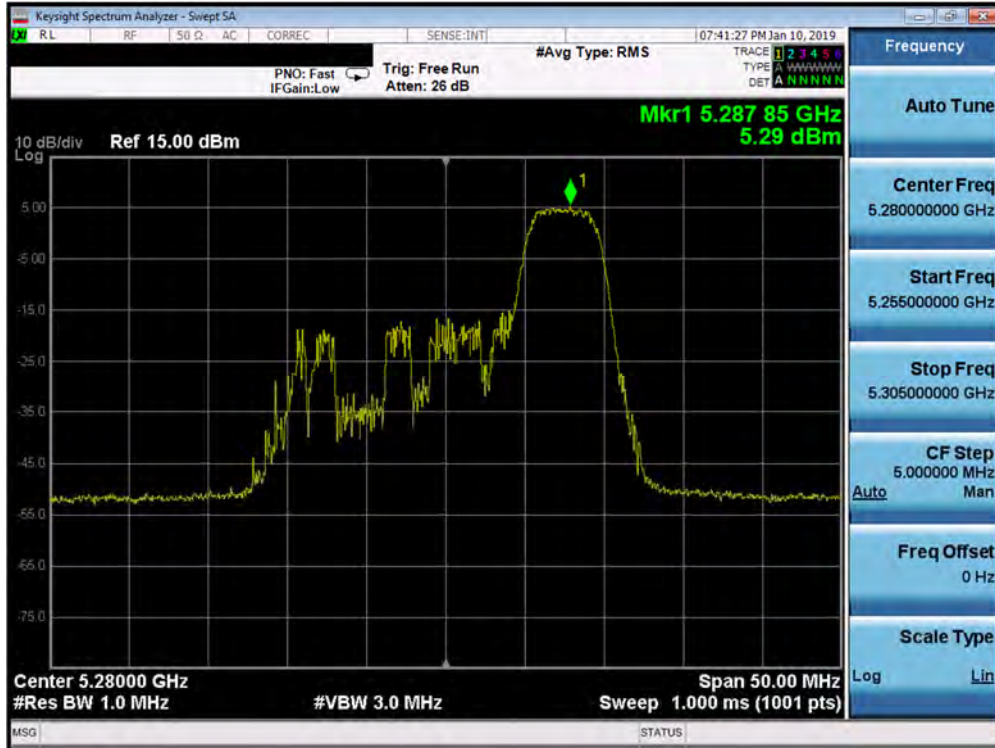 Keysight Spectrum Analyzer - Swept SA
LXI RL RF 50 Ω AC CORREC SENSE:INT 07:41:27 PM Jan 10, 2019
#Avg Type: RMS
TRACE 1 2 3 4 5 6
TYPE A WWWWW
DET A N N N N N
PNO: Fast
IFGain:Low
Trig: Free Run
Atten: 26 dB
Mkr1 5.287 85 GHz
5.29 dBm
10 dB/div Ref 15.00 dBm
Log
1
5.00
-5.00
-15.0
-25.0
-35.0
-45.0
-55.0
-65.0
-75.0
Center 5.28000 GHz
Span 50.00 MHz
#Res BW 1.0 MHz
#VBW 3.0 MHz
Sweep 1.000 ms (1001 pts)
MSG
STATUS
Frequency
Auto Tune
Center Freq
5.280000000 GHz
Start Freq
5.255000000 GHz
Stop Freq
5.305000000 GHz
CF Step
5.000000 MHz
Auto Man
Freq Offset
0 Hz
Scale Type
Log Lin